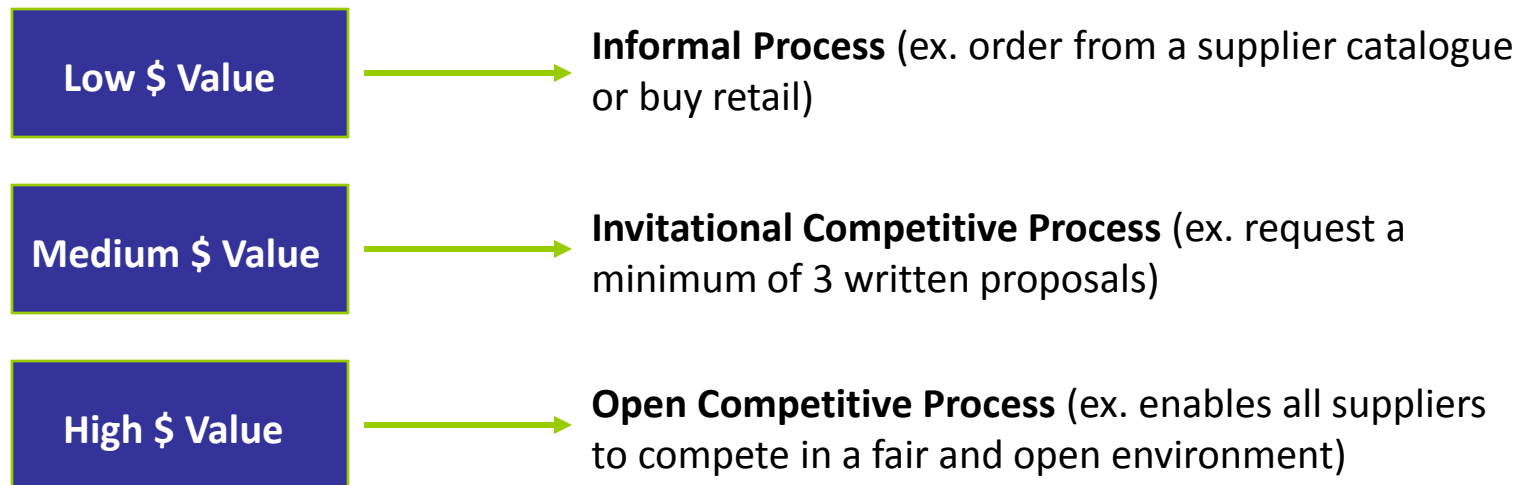 Low $ Value
Informal Process (ex. order from a supplier catalogue
or buy retail)
Medium $ Value
Invitational Competitive Process (ex. request a
minimum of 3 written proposals)
High $ Value
Open Competitive Process (ex. enables all suppliers
to compete in a fair and open environment)